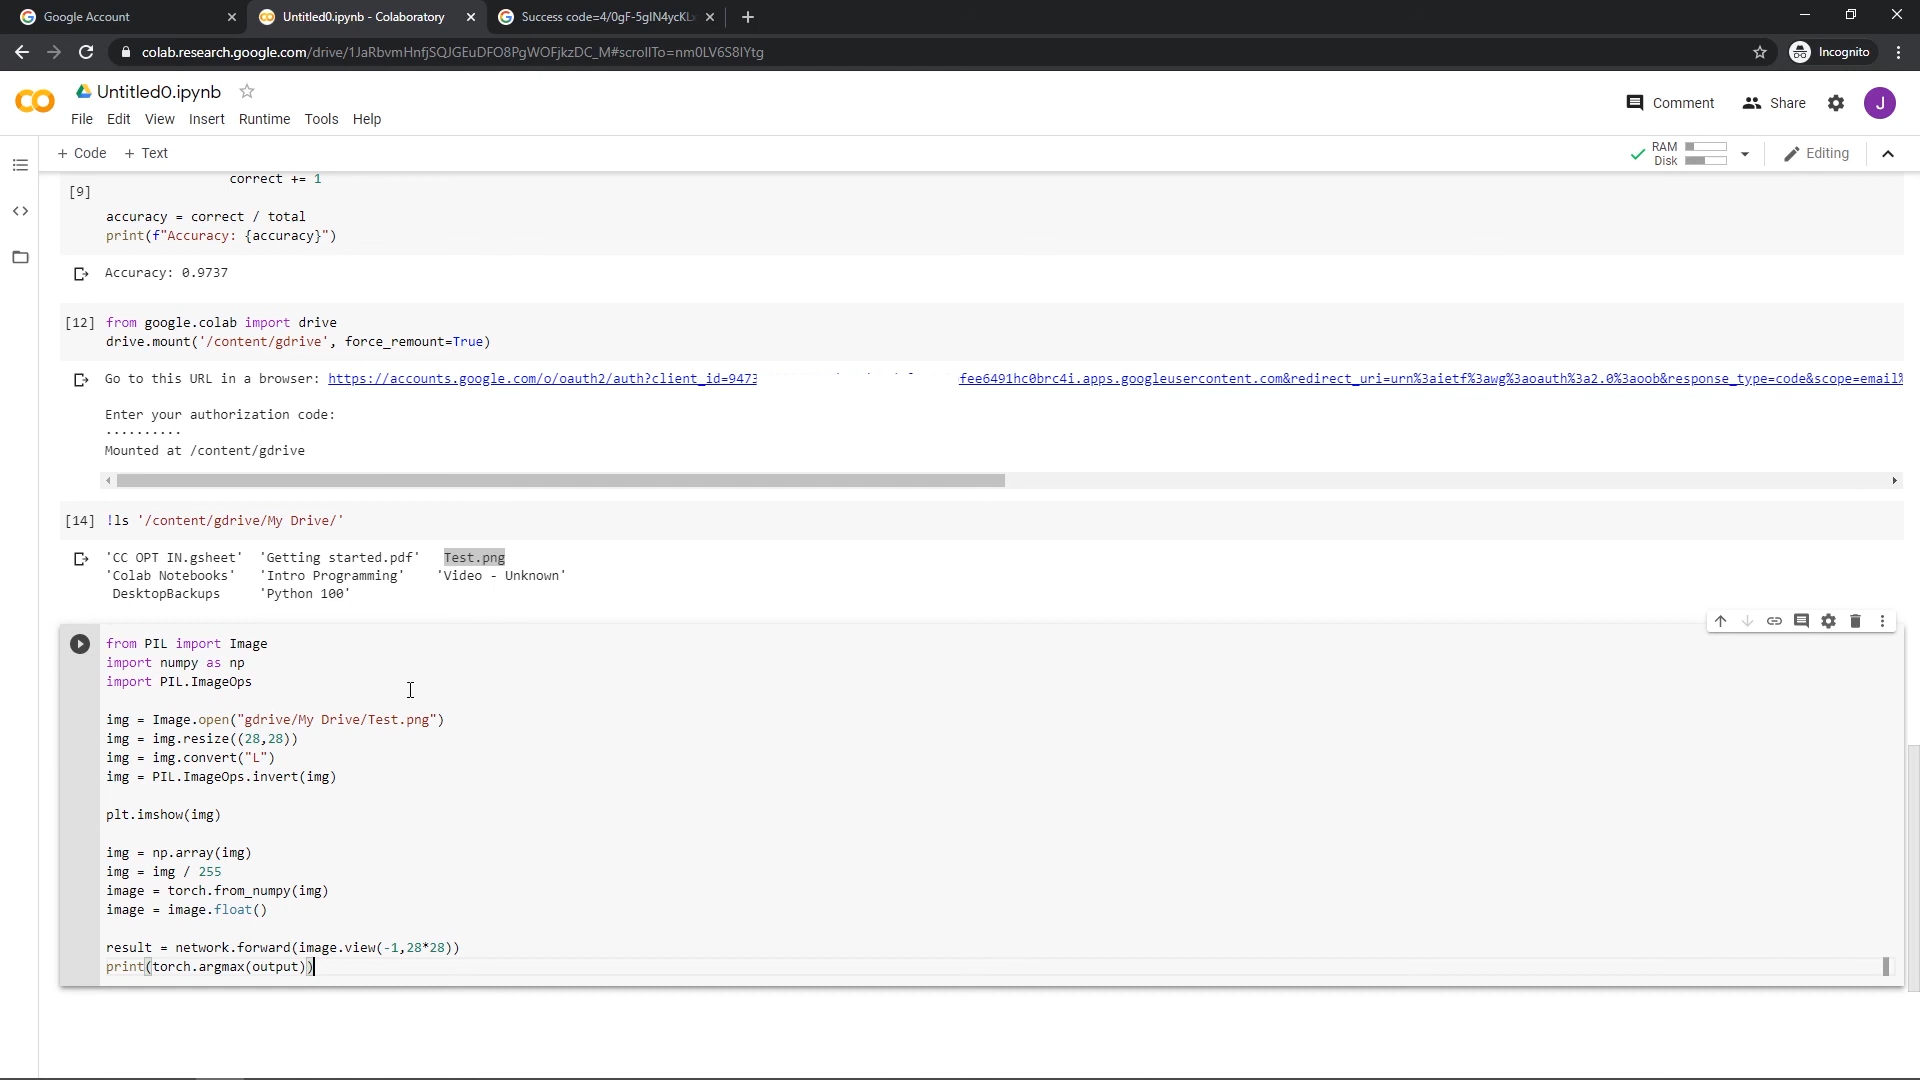 Google Account
Untitled0.ipynb - Colaboratory
Success code=4/0gF-5glN4ycKL
colab.research.google.com/drive/1JaRbvmHnfjSQJGEuDFO8PgWOFjkzDC_M#scrollTo=nm0LV6S8IYtg
Incognito
Untitled0.ipynb
Comment
Share
J
File Edit View Insert Runtime Tools Help
+ Code + Text
RAM
Disk
Editing
correct += 1
[9]
accuracy = correct / total
print(f"Accuracy: {accuracy}")
Accuracy: 0.9737
[12] from google.colab import drive
drive.mount('/content/gdrive', force_remount=True)
Go to this URL in a browser: https://accounts.google.com/o/oauth2/auth?client_id=9473 fee6491hc0brc4i.apps.googleusercontent.com&redirect_uri=urn%3aietf%3awg%3aoauth%3a2.0%3aoob&response_type=code&scope=email%
Enter your authorization code:
··········
Mounted at /content/gdrive
[14] !ls '/content/gdrive/My Drive/'
'CC OPT IN.gsheet' 'Getting started.pdf' Test.png
'Colab Notebooks' 'Intro Programming' 'Video - Unknown'
DesktopBackups 'Python 100'
from PIL import Image
import numpy as np
import PIL.ImageOps
img = Image.open("gdrive/My Drive/Test.png")
img = img.resize((28,28))
img = img.convert("L")
img = PIL.ImageOps.invert(img)
plt.imshow(img)
img = np.array(img)
img = img / 255
image = torch.from_numpy(img)
image = image.float()
result = network.forward(image.view(-1,28*28))
print(torch.argmax(output))